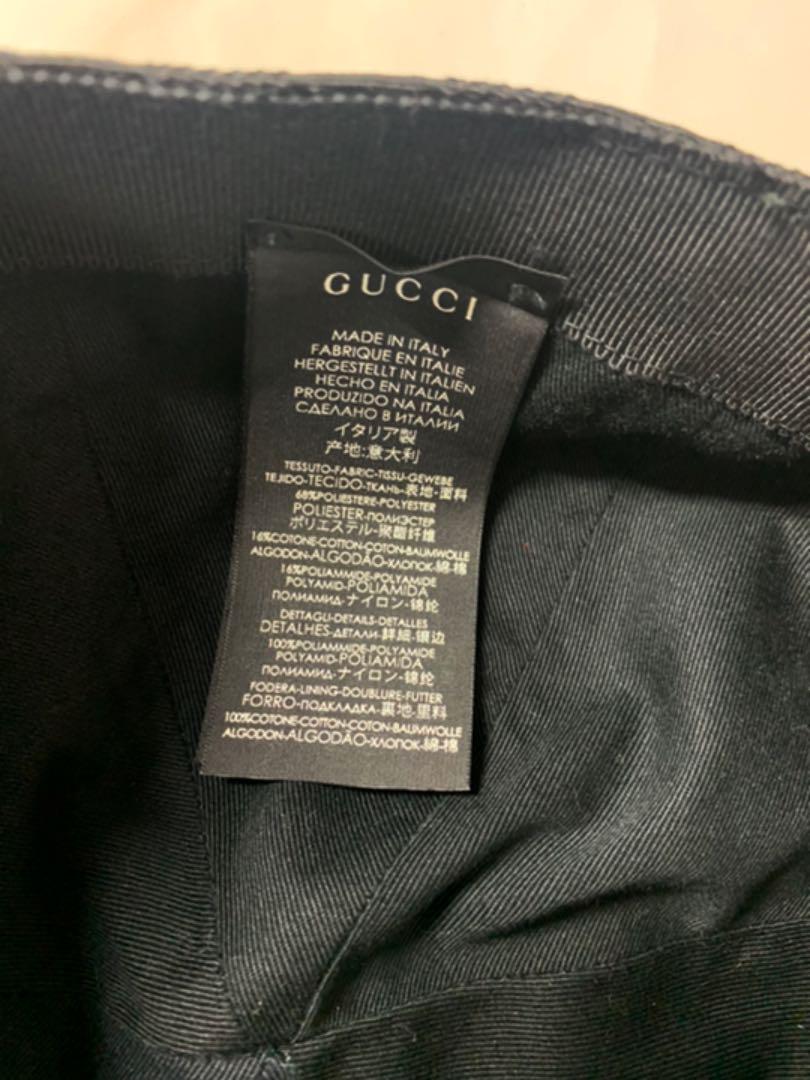 GUCCI
MADE IN ITALY
FABRIQUE EN ITALIE
HERGESTELLT IN ITALIEN
HECHO EN ITALIA
PRODUZIDO NA ITALIA
СДЕЛАНО В ИТАЛИИ
イタリア製
产地:意大利
TESSUTO-FABRIC-TISSU-GEWEBE
TEJIDO-TECIDO-ТКАНЬ-表地-面料
68%POLIESTERE-POLYESTER
POLIESTER-ПОЛИЭСТЕР
ポリエステル-聚酯纤维
16%COTONE-COTTON-COTON-BAUMWOLLE
ALGODON-ALGODÃO-ХЛОПОК-綿-棉
16%POLIAMMIDE-POLYAMIDE
POLYAMID-POLIAMIDA
ПОЛИАМИД-ナイロン-锦纶
DETTAGLI-DETAILS-DETALLES
DETALHES-ДЕТАЛИ-詳細-镶边
100%POLIAMMIDE-POLYAMIDE
POLYAMID-POLIAMIDA
ПОЛИАМИД-ナイロン-锦纶
FODERA-LINING-DOUBLURE-FUTTER
FORRO-ПОДКЛАДКА-裏地-里料
100%COTONE-COTTON-COTON-BAUMWOLLE
ALGODON-ALGODÃO-ХЛОПОК-綿-棉